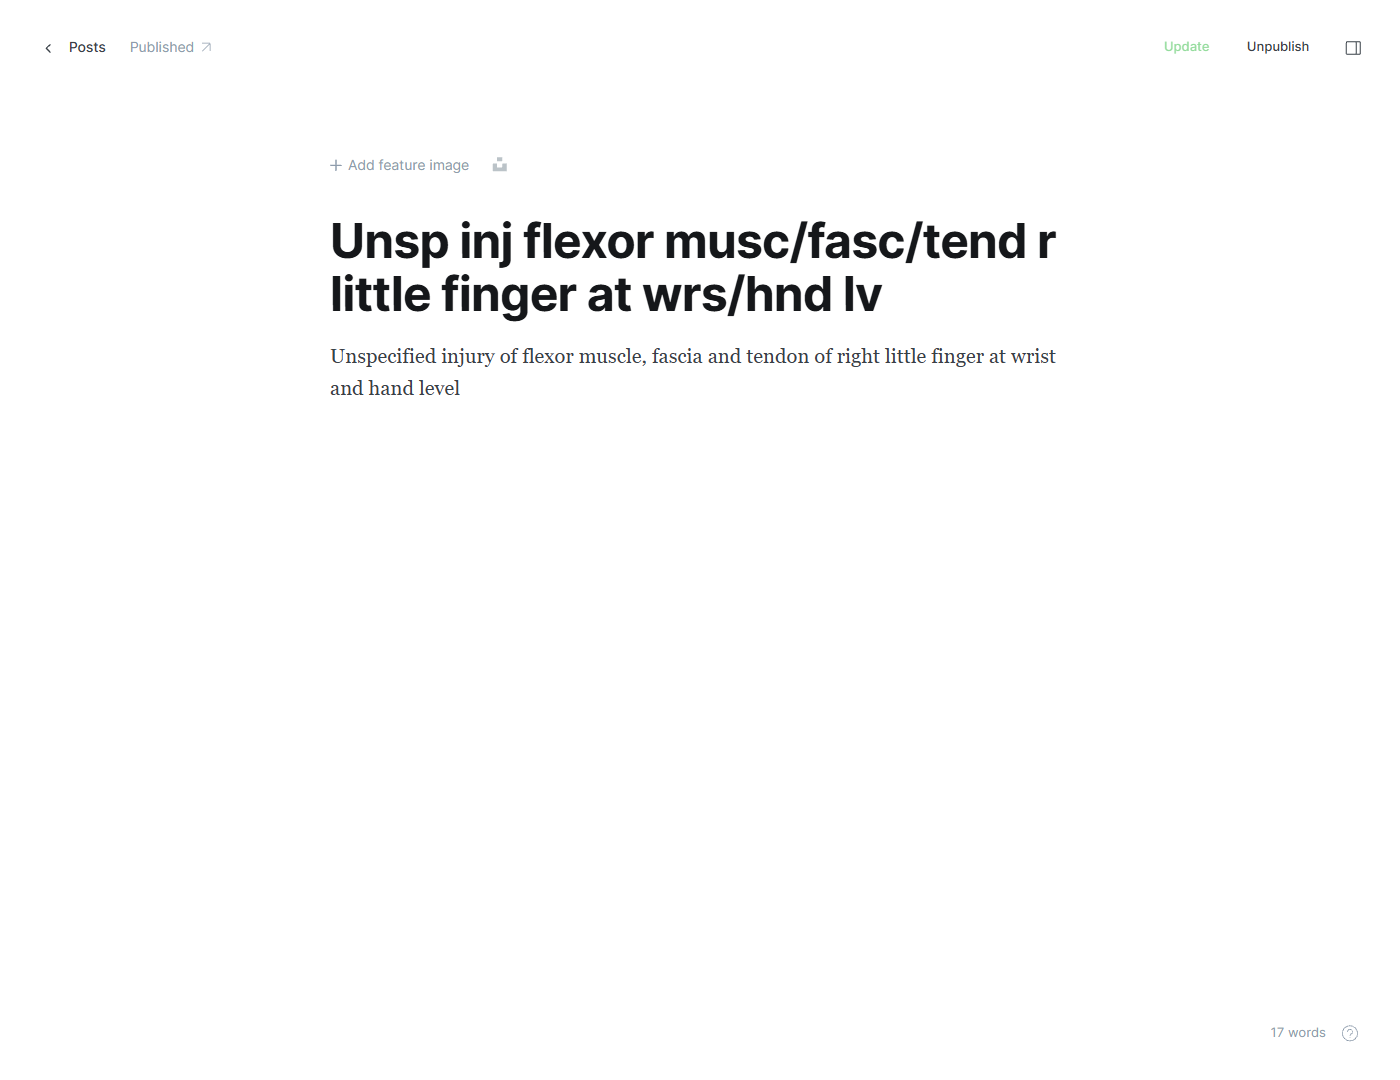 Posts
Published
Update
Unpublish
Add feature image
Unsp inj flexor musc/fasc/tend r
little finger at wrs/hnd lv
Unspecified injury of flexor muscle, fascia and tendon of right little finger at wrist
and hand level
17 words
?